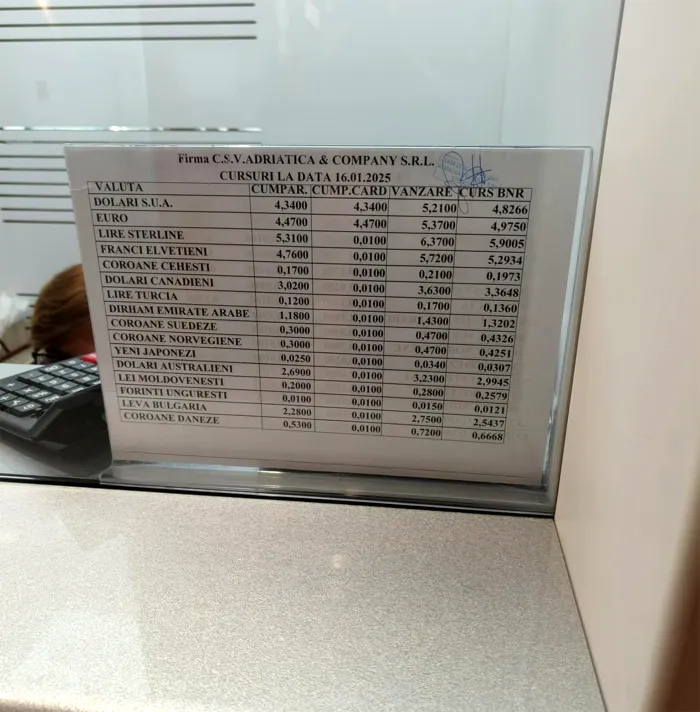 Firma C.S.V.ADRIATICA & COMPANY S.R.L.
CURSURI LA DATA 16.01.2025
VALUTA CUMPAR. CUMP.CARD VANZARE CURS BNR
DOLARI S.U.A. 4,3400 4,3400 5,2100 4,8266
EURO 4,4700 4,4700 5,3700 4,9750
LIRE STERLINE 5,3100 0,0100 6,3700 5,9005
FRANCI ELVETIENI 4,7600 0,0100 5,7200 5,2934
COROANE CEHESTI 0,1700 0,0100 0,2100 0,1973
DOLARI CANADIENI 3,0200 0,0100 3,6300 3,3648
LIRE TURCIA 0,1200 0,0100 0,1700 0,1360
DIRHAM EMIRATE ARABE 1,1800 0,0100 1,4300 1,3202
COROANE SUEDEZE 0,3000 0,0100 0,4700 0,4326
COROANE NORVEGIENE 0,3000 0,0100 0,4700 0,4251
YENI JAPONEZI 0,0250 0,0100 0,0340 0,0307
DOLARI AUSTRALIENI 2,6900 0,0100 3,2300 2,9945
LEI MOLDOVENESTI 0,2000 0,0100 0,2800 0,2579
FORINTI UNGURESTI 0,0100 0,0100 0,0150 0,0121
LEVA BULGARIA 2,2800 0,0100 2,7500 2,5437
COROANE DANEZE 0,5300 0,0100 0,7200 0,6668